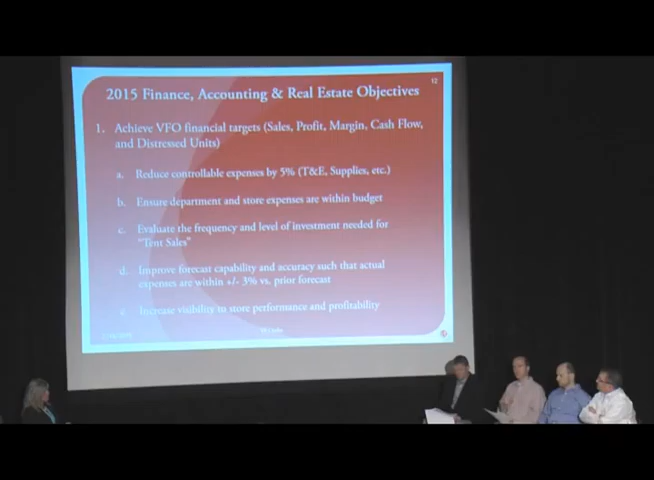 12
2015 Finance, Accounting & Real Estate Objectives
1. Achieve VFO financial targets (Sales, Profit, Margin, Cash Flow,
and Distressed Units)
a. Reduce controllable expenses by 5% (T&E, Supplies, etc.)
b. Ensure department and store expenses are within budget
c. Evaluate the frequency and level of investment needed for
"Tent Sales"
d. Improve forecast capability and accuracy such that actual
expenses are within +/- 3% vs. prior forecast
e. Increase visibility to store performance and profitability